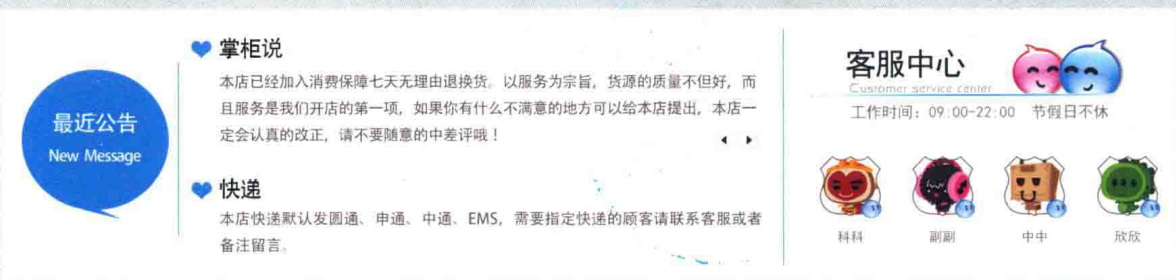 最近公告
New Message
掌柜说
本店已经加入消费保障七天无理由退换货。以服务为宗旨，货源的质量不但好，而
且服务是我们开店的第一项，如果你有什么不满意的地方可以给本店提出，本店一
定会认真的改正，请不要随意的中差评哦！
快递
本店快递默认发圆通、申通、中通、EMS，需要指定快递的顾客请联系客服或者
备注留言。
客服中心
Customer service center
工作时间：09:00-22:00 节假日不休
科科 副副 中中 欣欣